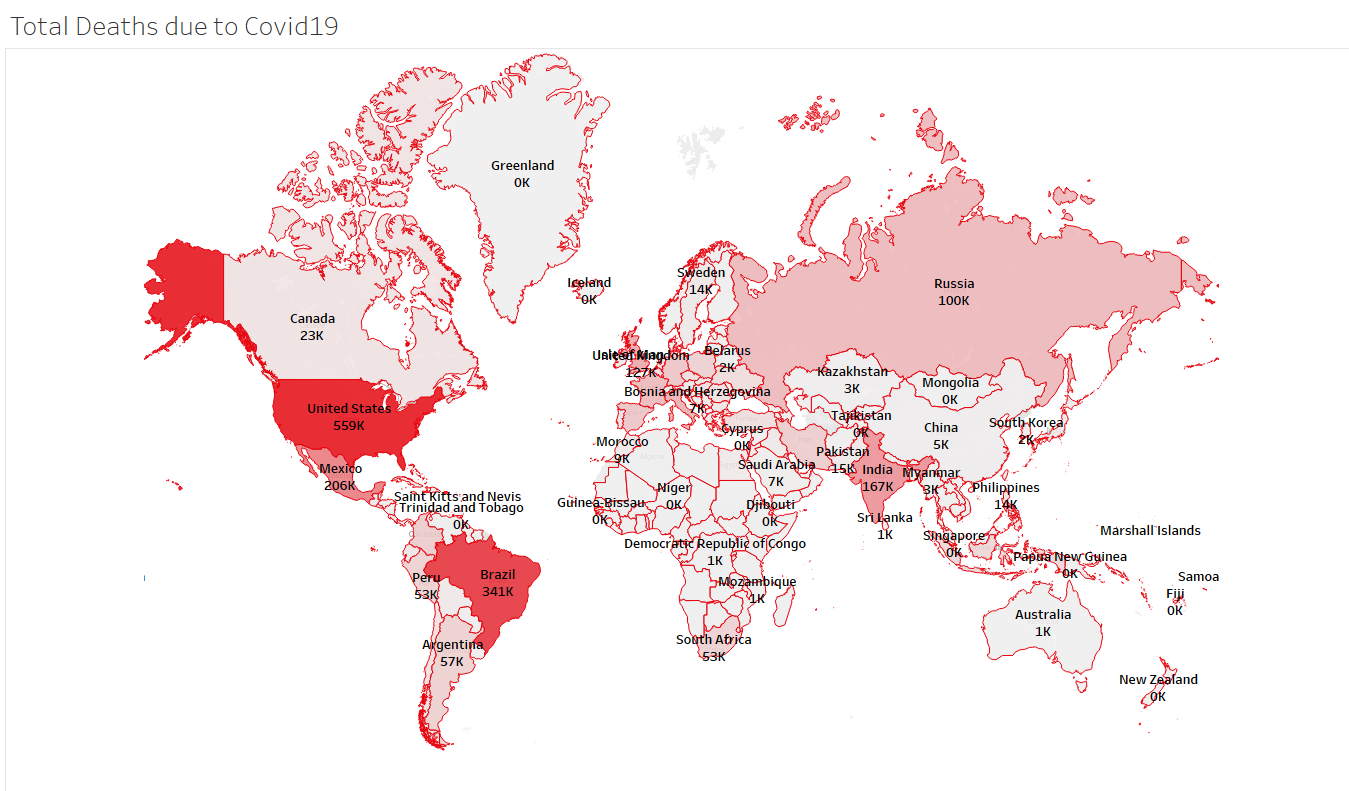 Total Deaths due to Covid19
Greenland
0K
Iceland
0K
Sweden
14K
Russia
100K
Canada
23K
United Kingdom
127K
Belarus
2K
Kazakhstan
3K
Mongolia
0K
Bosnia and Herzegovina
7K
United States
559K
Tajikistan
0K
China
5K
South Korea
2K
Cyprus
0K
Morocco
9K
Pakistan
15K
Mexico
206K
Saudi Arabia
7K
India
167K
Myanmar
3K
Philippines
14K
Niger
0K
Saint Kitts and Nevis
Trinidad and Tobago
0K
Guinea-Bissau
0K
Djibouti
0K
Sri Lanka
1K
Marshall Islands
Singapore
0K
Democratic Republic of Congo
1K
Papua New Guinea
0K
Peru
53K
Brazil
341K
Mozambique
1K
Samoa
Fiji
0K
Australia
1K
South Africa
53K
Argentina
57K
New Zealand
0K